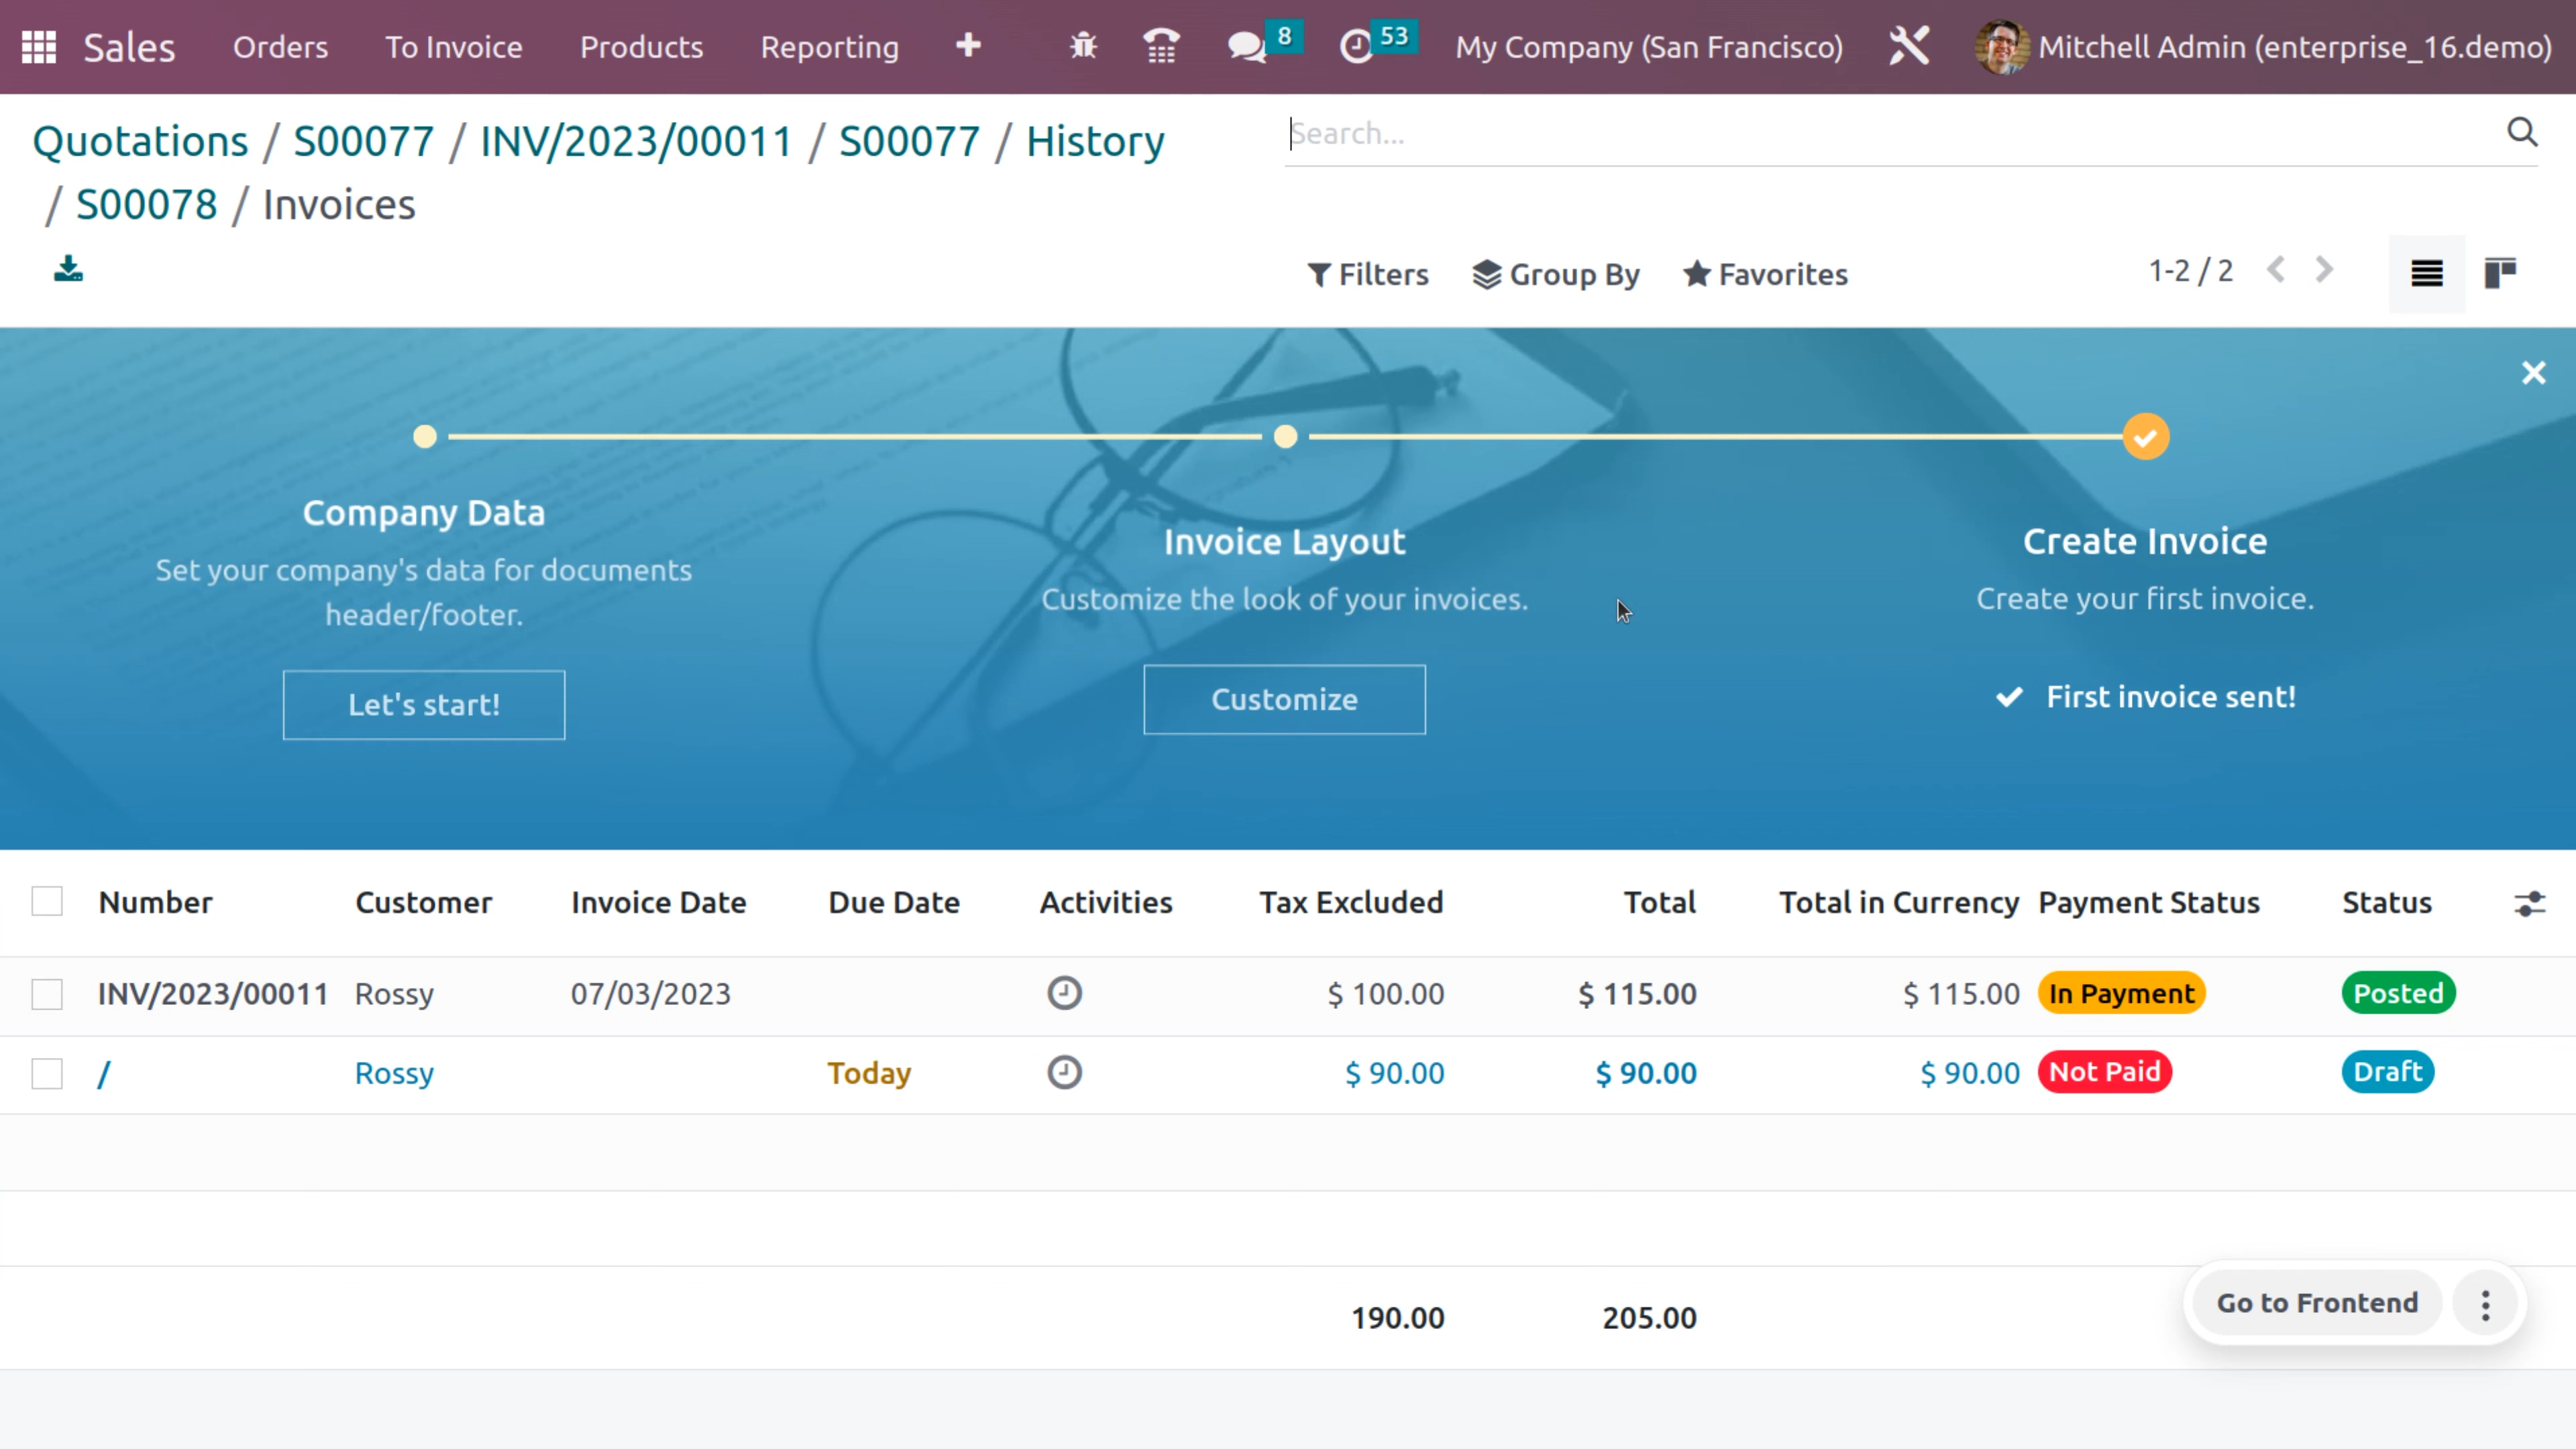 Sales Orders To Invoice Products Reporting 8 53 My Company (San Francisco) Mitchell Admin (enterprise_16.demo)
Quotations / S00077 / INV/2023/00011 / S00077 / History
/ S00078 / Invoices
Search...
Filters Group By Favorites 1-2 / 2
Company Data
Set your company's data for documents
header/footer.
Let's start!
Invoice Layout
Customize the look of your invoices.
Customize
Create Invoice
Create your first invoice.
First invoice sent!
Number Customer Invoice Date Due Date Activities Tax Excluded Total Total in Currency Payment Status Status
INV/2023/00011 Rossy 07/03/2023 $ 100.00 $ 115.00 $ 115.00 In Payment Posted
/ Rossy Today $ 90.00 $ 90.00 $ 90.00 Not Paid Draft
190.00 205.00
Go to Frontend